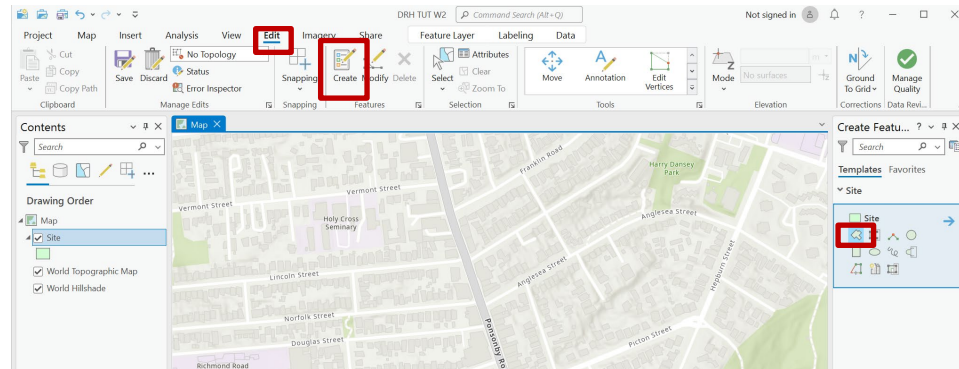 DRH TUT W2
Command Search (Alt+Q)
Not signed in
?
Project Map Insert Analysis View Edit Imagery Share Feature Layer Labeling Data
Paste
Cut
Copy
Copy Path
Clipboard
Save Discard
No Topology
Status
Error Inspector
Manage Edits
Snapping
Snapping
Create Modify Delete
Features
Select
Attributes
Clear
Zoom To
Selection
Move
Annotation
Edit
Vertices
Tools
Mode
Z
No surfaces
Elevation
N
Ground
To Grid
Corrections
Manage
Quality
Data Revi...
Contents
Search
Drawing Order
Map
Site
World Topographic Map
World Hillshade
Map
Franklin Road
Harry Dansey
Park
Vermont Street
Vermont Street
Holy Cross
Seminary
Anglesea Street
Lincoln Street
Anglesea Street
Hepburn Street
Norfolk Street
Douglas Street
Ponsonby Ro
Picton Street
Richmond Road
Create Featu... ?
Search
Templates Favorites
Site
Site